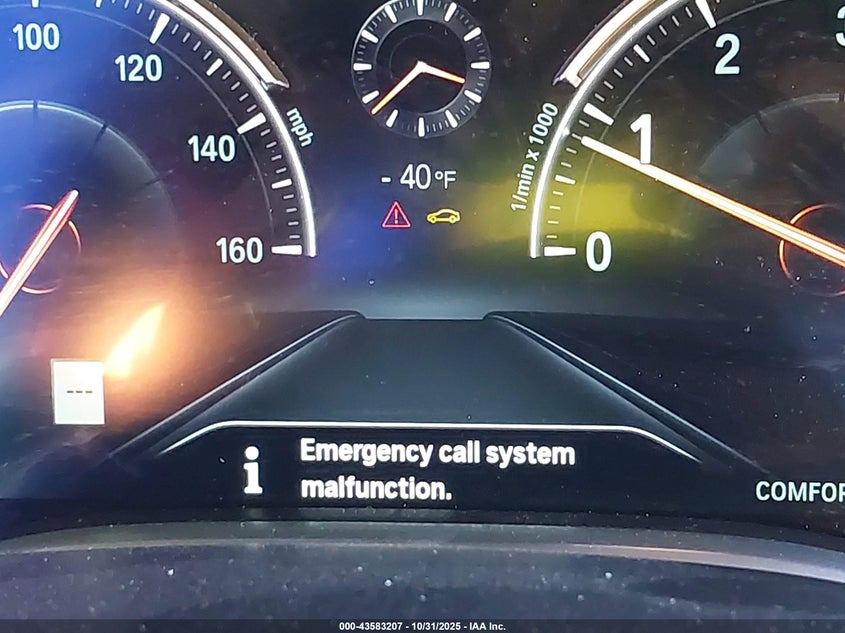 100
120
140
160
mph
- 40°F
1/min x 1000
0
1
2
---
Emergency call system
malfunction.
COMFOR
000-43583207 - 10/31/2025 - IAA Inc.